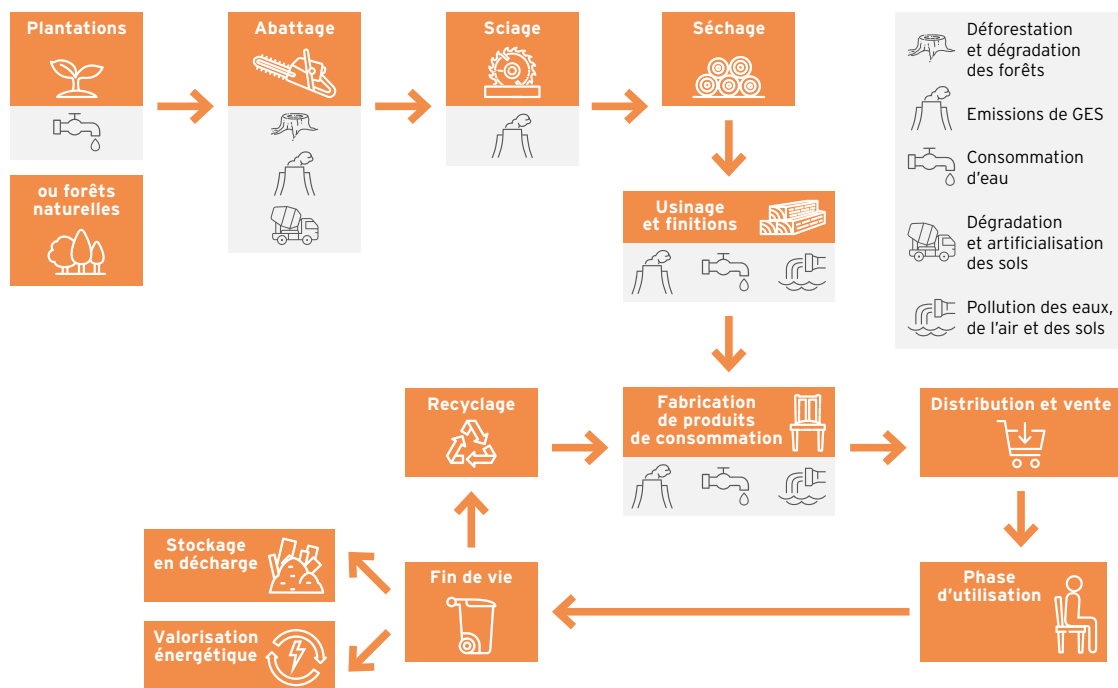 Plantations
ou forêts
naturelles
Abattage
Sciage
Séchage
Usinage
et finitions
Déforestation
et dégradation
des forêts
Emissions de GES
Consommation
d'eau
Dégradation
et artificialisation
des sols
Pollution des eaux,
de l'air et des sols
Recyclage
Fabrication
de produits
de consommation
Distribution et vente
Stockage
en décharge
Valorisation
énergétique
Fin de vie
Phase
d'utilisation